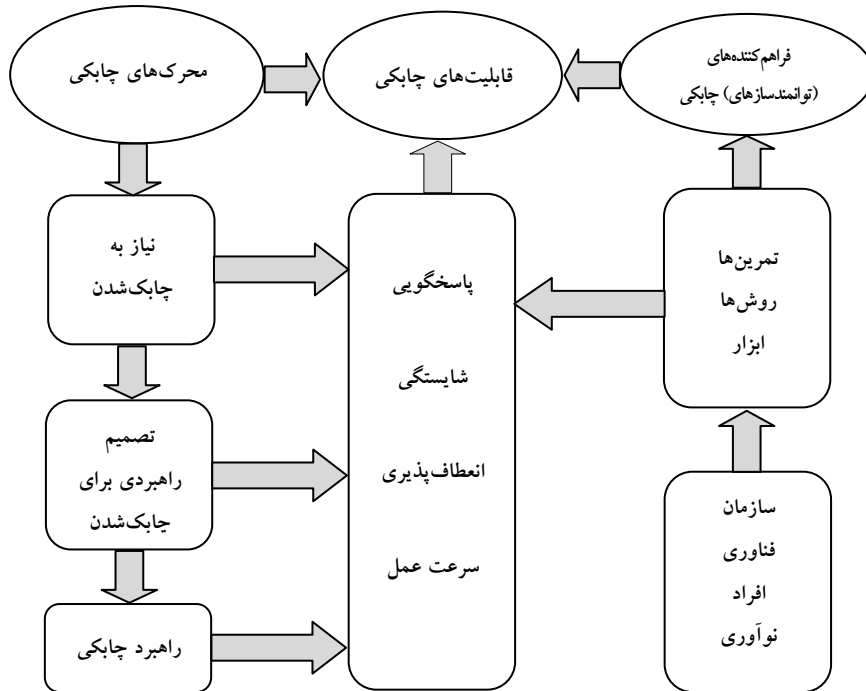 فراهم‌کننده‌های
(توانمندسازهای) چابکی
قابلیت‌های چابکی
محرک‌های چابکی
تمرین‌ها
روش‌ها
ابزار
سازمان
فناوری
افراد
نوآوری
پاسخگویی
شایستگی
انعطاف‌پذیری
سرعت عمل
نیاز به
چابک‌شدن
تصمیم
راهبردی برای
چابک‌شدن
راهبرد چابکی